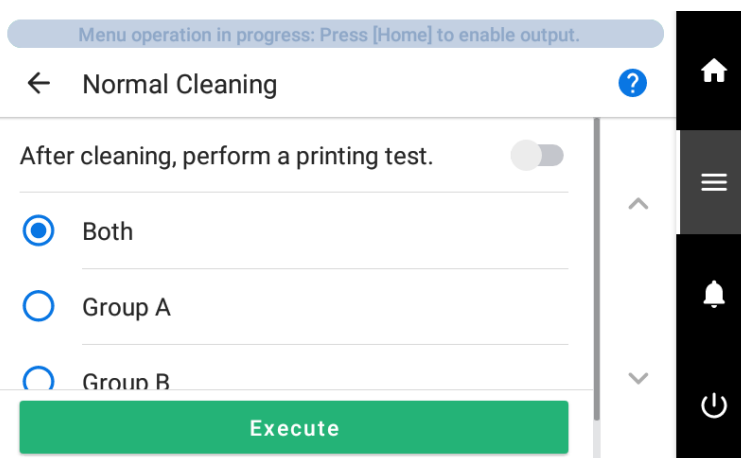 Menu operation in progress: Press [Home] to enable output.
Normal Cleaning
?
After cleaning, perform a printing test.
Both
Group A
Group B
Execute